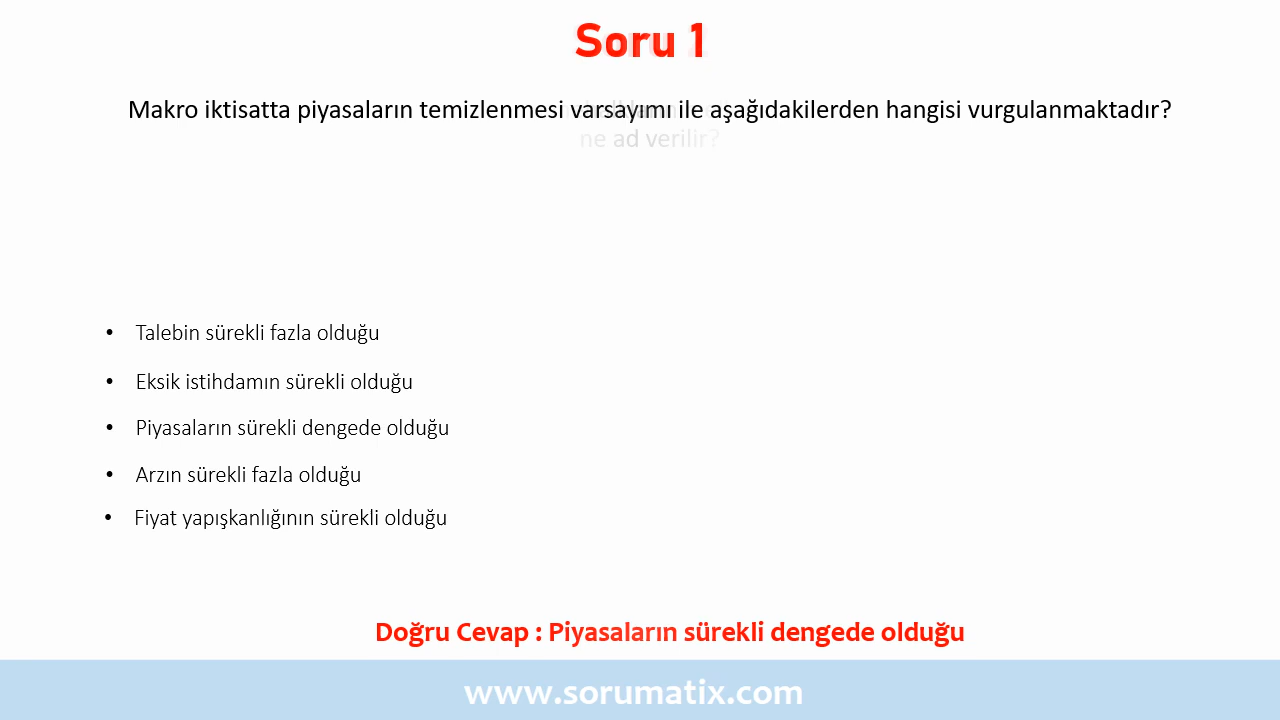 Soru 1
Makro iktisatta piyasaların temizlenmesi varsayımı ile aşağıdakilerden hangisi vurgulanmaktadır?
ne ad verilir?
• Talebin sürekli fazla olduğu
• Eksik istihdamın sürekli olduğu
• Piyasaların sürekli dengede olduğu
• Arzın sürekli fazla olduğu
• Fiyat yapışkanlığının sürekli olduğu
Doğru Cevap : Piyasaların sürekli dengede olduğu
www.sorumatix.com